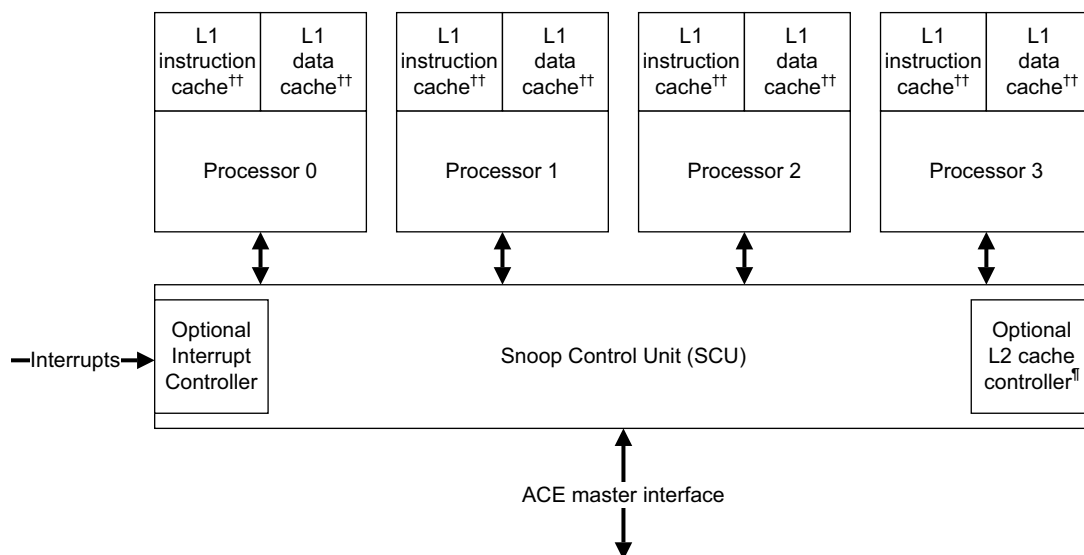 L1
instruction
cache††
L1
data
cache††
L1
instruction
cache††
L1
data
cache††
L1
instruction
cache††
L1
data
cache††
L1
instruction
cache††
L1
data
cache††
Processor 0
Processor 1
Processor 2
Processor 3
Interrupts
Optional
Interrupt
Controller
Snoop Control Unit (SCU)
Optional
L2 cache
controller¶
ACE master interface